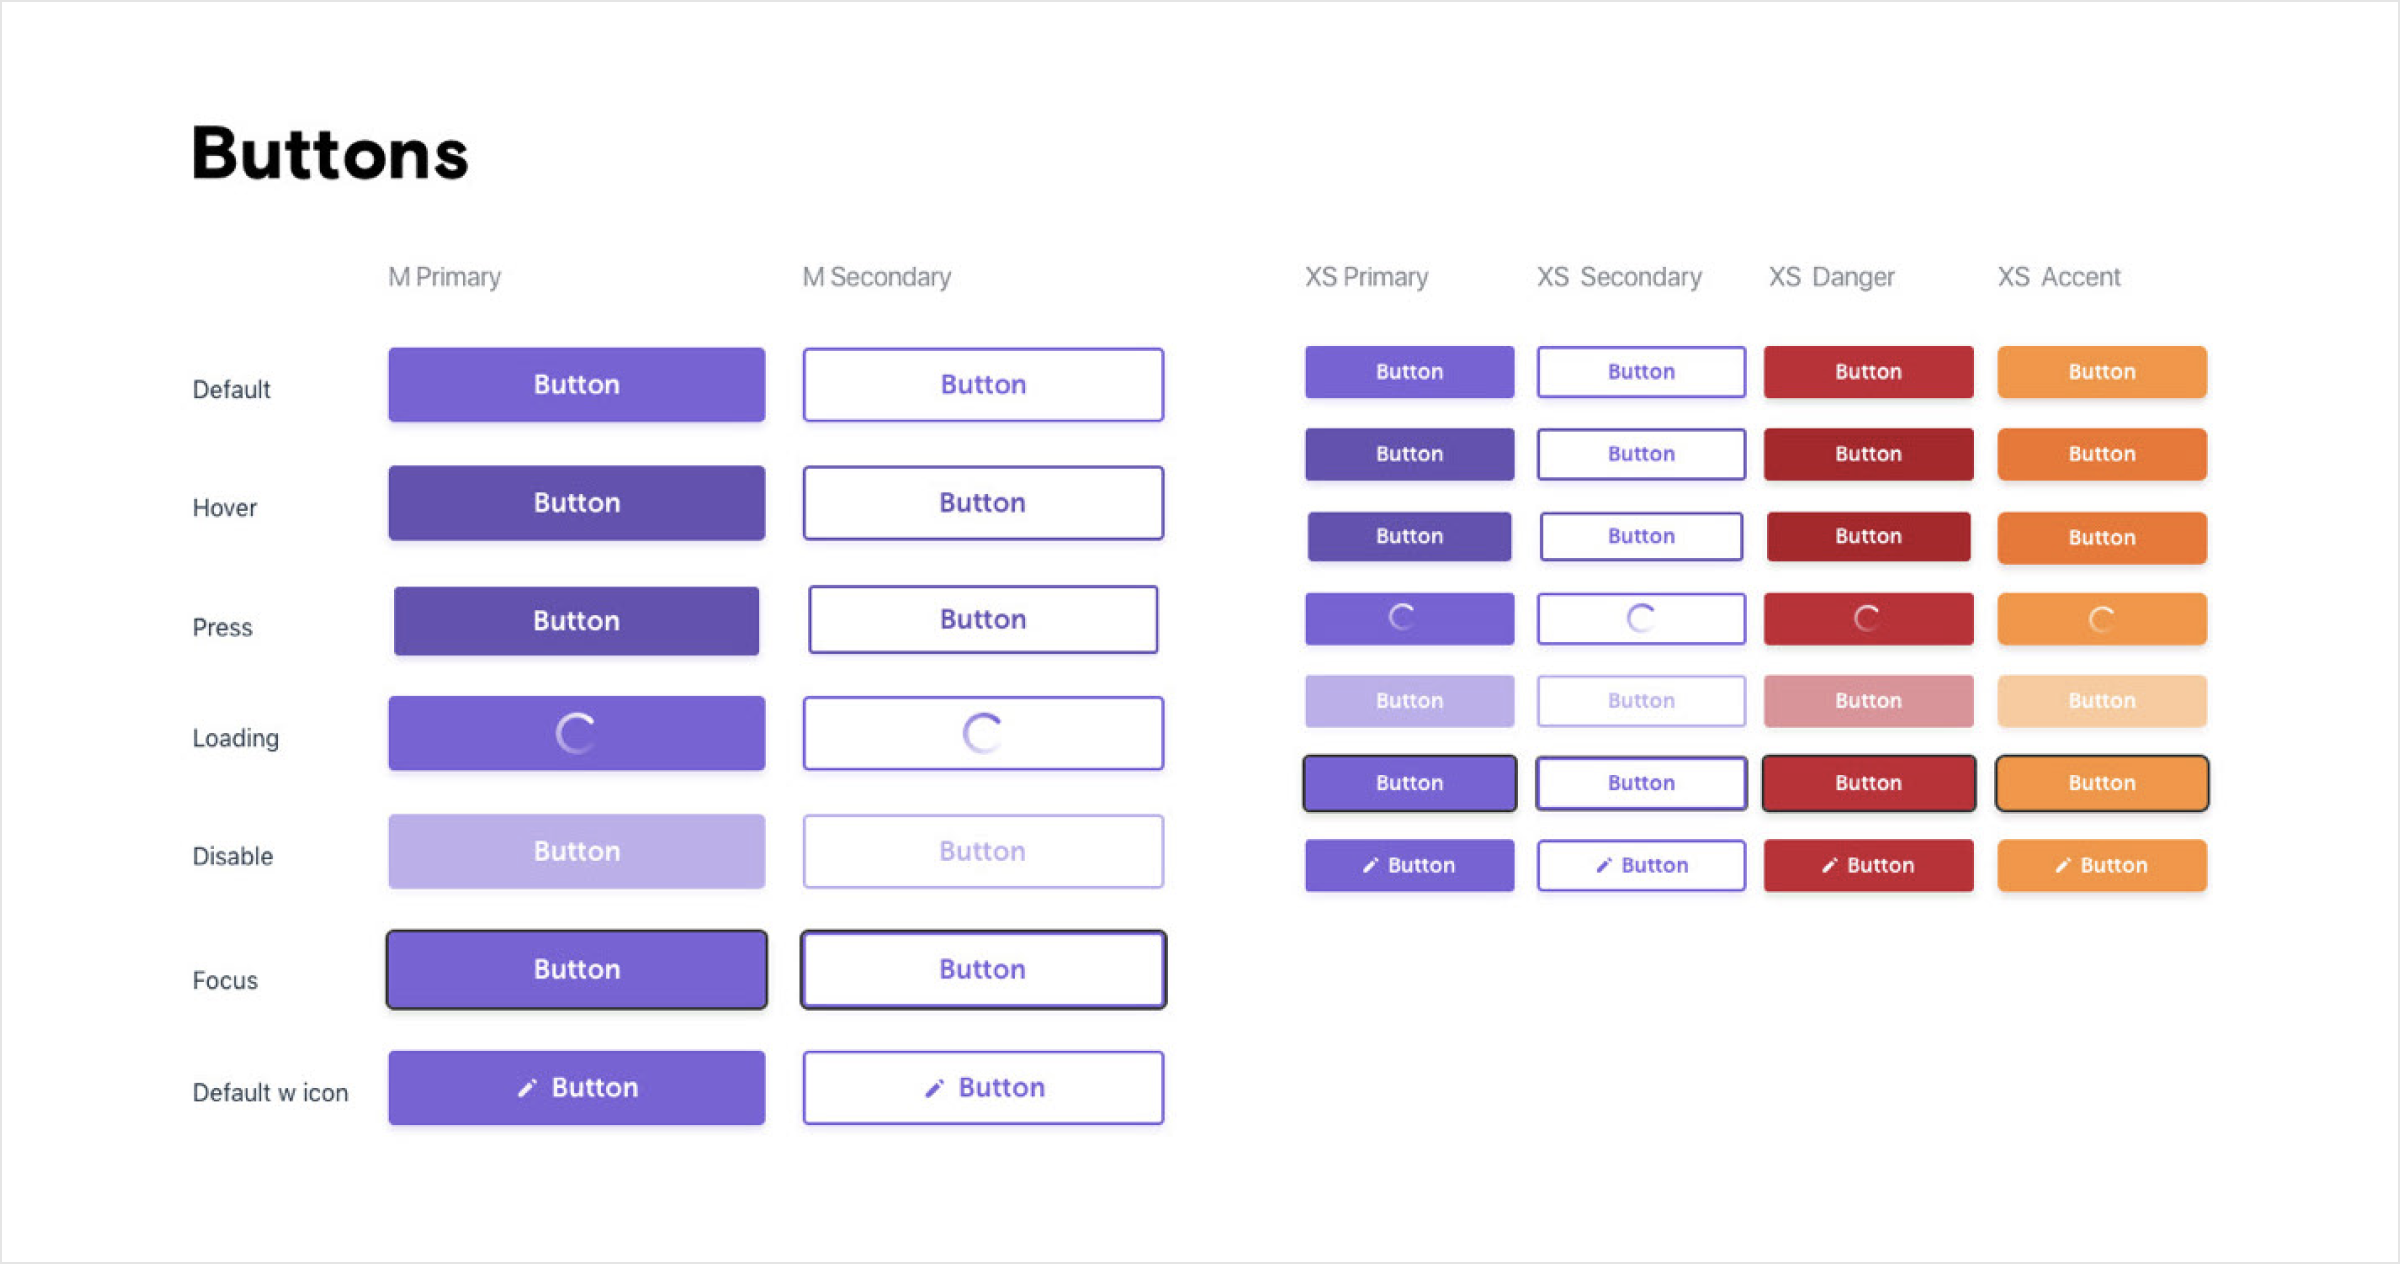 Buttons
M Primary M Secondary XS Primary XS Secondary XS Danger XS Accent
Default Button Button Button Button Button Button
Hover Button Button Button Button Button Button
Press Button Button Button Button Button Button
Loading
Disable Button Button Button Button Button Button
Focus Button Button Button Button Button Button
Default w icon Button Button Button Button Button Button